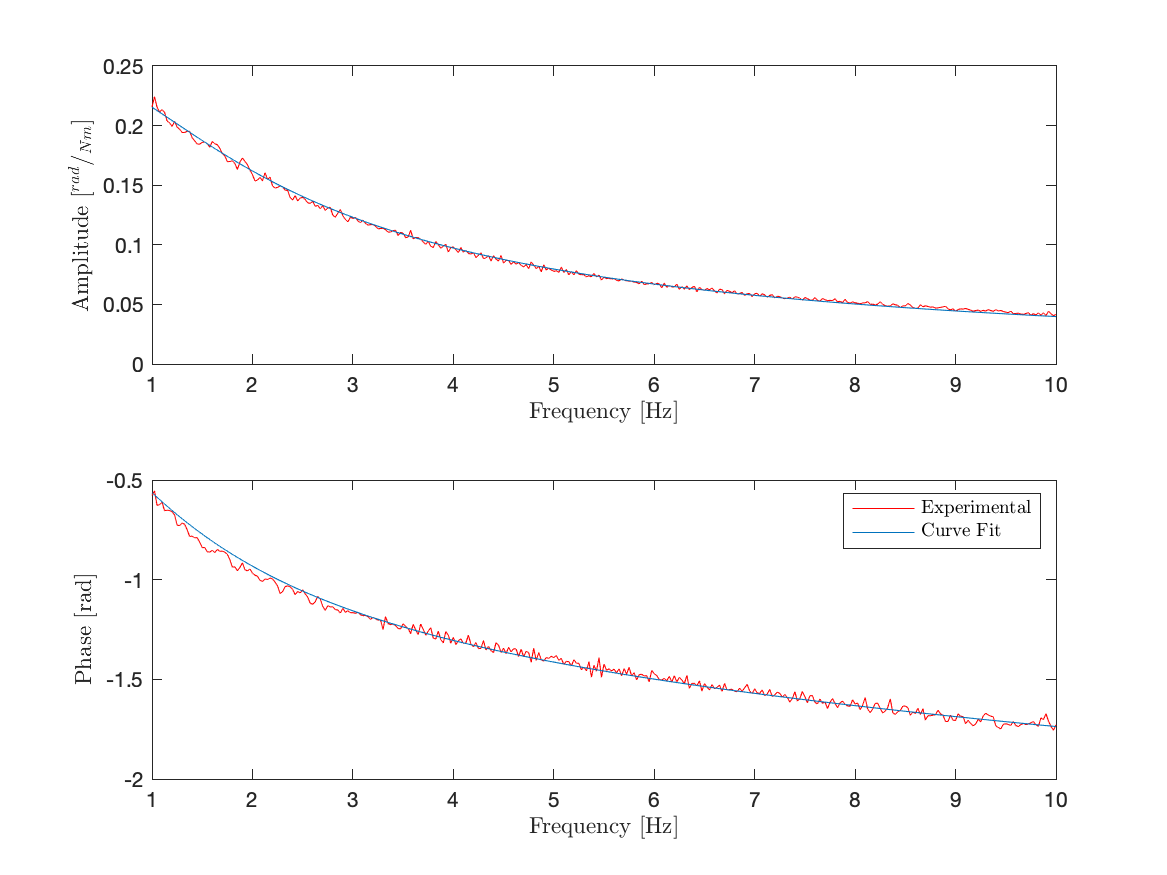 0.25
0.2
0.15
0.1
0.05
0
Amplitude [rad/Nm]
1 2 3 4 5 6 7 8 9 10
Frequency [Hz]
-0.5
-1
-1.5
-2
Phase [rad]
Experimental
Curve Fit
1 2 3 4 5 6 7 8 9 10
Frequency [Hz]